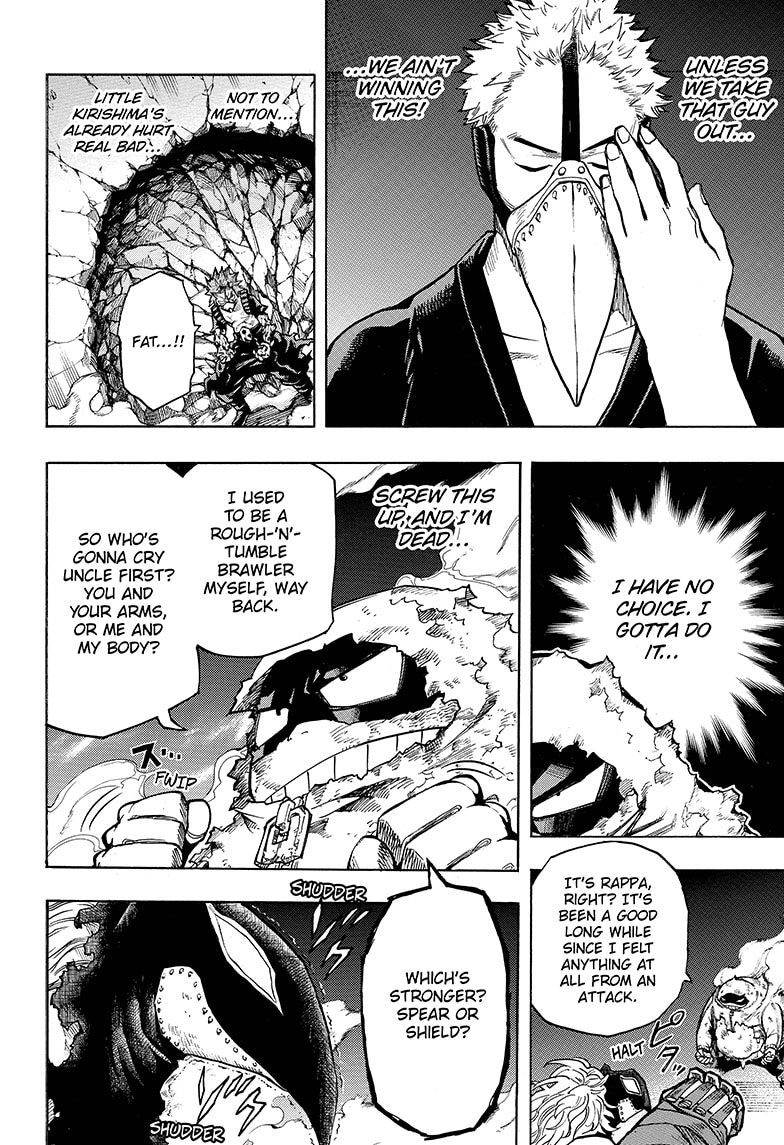 UNLESS
WE TAKE
THAT GUY
OUT...
...WE AIN'T
WINNING
THIS!
NOT TO
MENTION...
LITTLE
KIRISHIMA'S
ALREADY HURT
REAL BAD...
FAT...!!
I HAVE NO
CHOICE. I
GOTTA DO
IT...
SCREW THIS
UP, AND I'M
DEAD...
I USED
TO BE A
ROUGH-'N'-
TUMBLE
BRAWLER
MYSELF, WAY
BACK.
SO WHO'S
GONNA CRY
UNCLE FIRST?
YOU AND
YOUR ARMS,
OR ME AND
MY BODY?
ス...
FWIP
IT'S RAPPA,
RIGHT? IT'S
BEEN A GOOD
LONG WHILE
SINCE I FELT
ANYTHING AT
ALL FROM AN
ATTACK.
ピタッ
HALT
WHICH'S
STRONGER?
SPEAR OR
SHIELD?
SHUDDER
SHUDDER